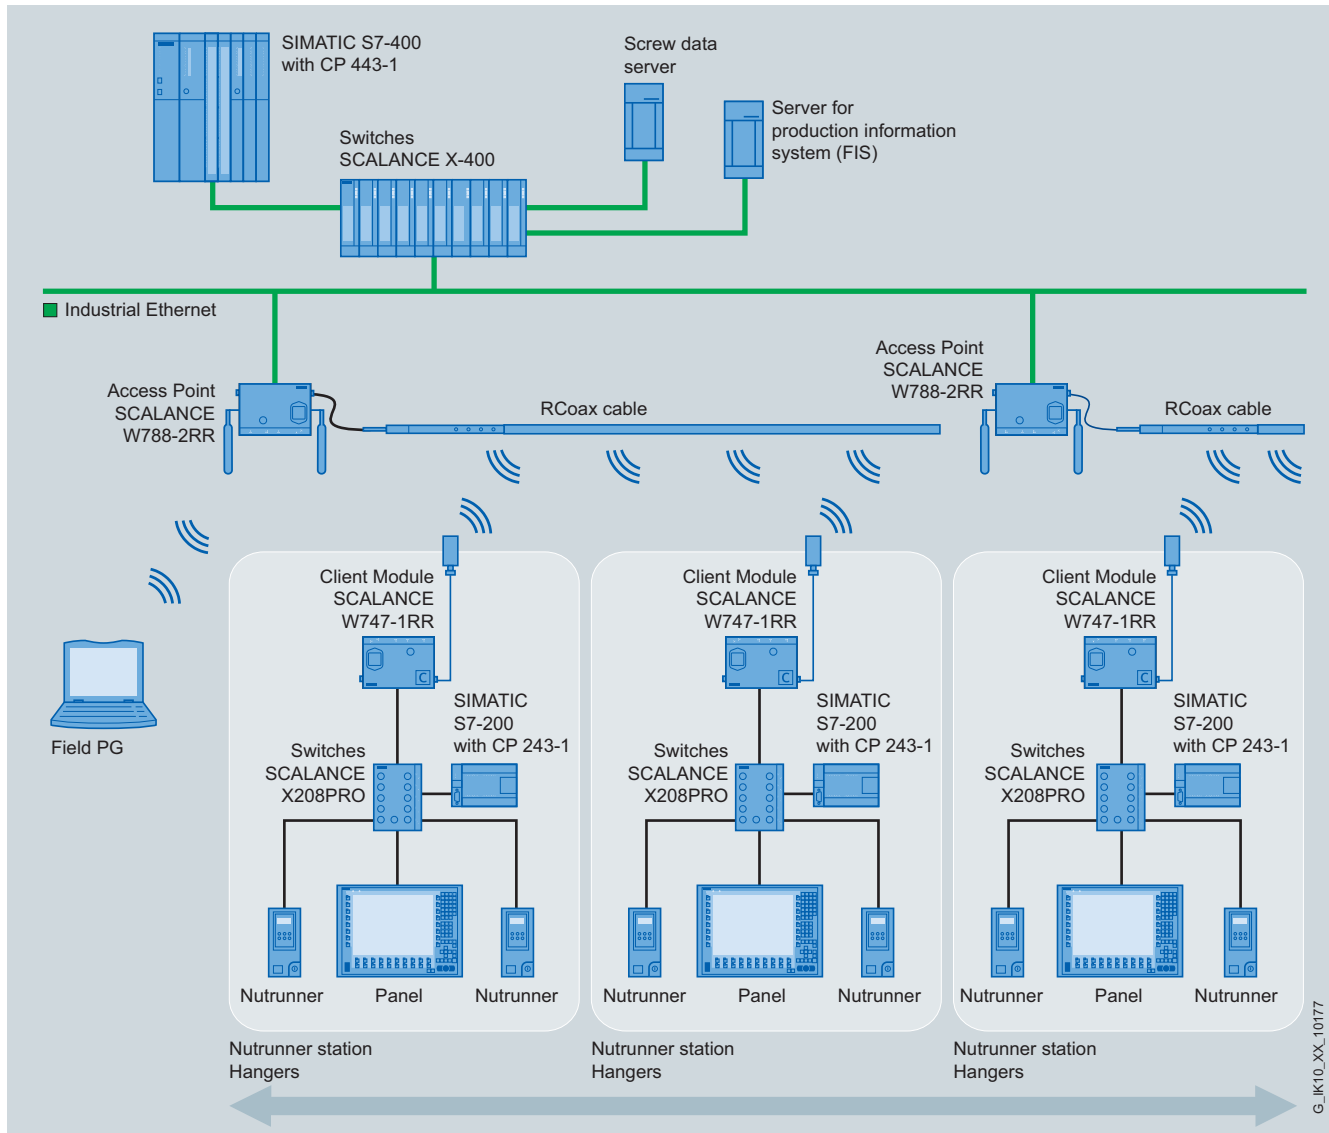 SIMATIC S7-400
with CP 443-1
Screw data
server
Server for
production information
system (FIS)
Switches
SCALANCE X-400
Industrial Ethernet
Access Point
SCALANCE
W788-2RR
RCoax cable
Access Point
SCALANCE
W788-2RR
RCoax cable
Field PG
Client Module
SCALANCE
W747-1RR
C
SIMATIC
S7-200
with CP 243-1
Switches
SCALANCE
X208PRO
Nutrunner
Panel
Nutrunner
Nutrunner station
Hangers
Client Module
SCALANCE
W747-1RR
C
SIMATIC
S7-200
with CP 243-1
Switches
SCALANCE
X208PRO
Nutrunner
Panel
Nutrunner
Nutrunner station
Hangers
Client Module
SCALANCE
W747-1RR
C
SIMATIC
S7-200
with CP 243-1
Switches
SCALANCE
X208PRO
Nutrunner
Panel
Nutrunner
Nutrunner station
Hangers
G_IK10_XX_10177